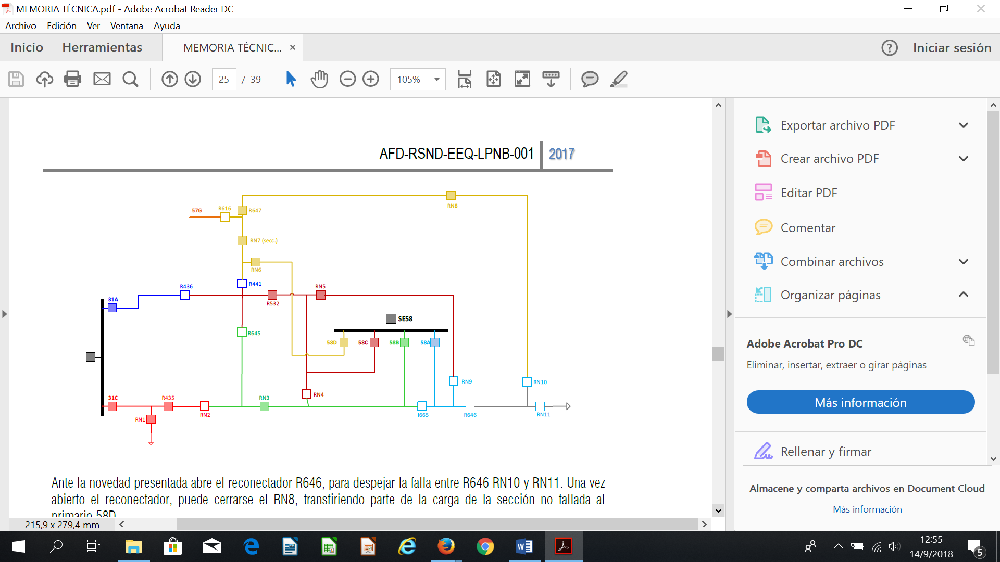 MEMORIA TÉCNICA.pdf - Adobe Acrobat Reader DC
Archivo Edición Ver Ventana Ayuda
Inicio Herramientas MEMORIA TÉCNIC... × Iniciar sesión
25 / 39 105%
AFD-RSND-EEQ-LPNB-001 2017
RN8
57G R616 R647
RN7 (secc.)
RN6
R436 R441 RN5
31A R532
SE58
R645
58D 58C 58B 58A
RN9 RN10
31C R435 RN3 RN4
RN1 RN2 I665 R646 RN11
Ante la novedad presentada abre el reconectador R646, para despejar la falla entre R646 RN10 y RN11. Una vez
abierto el reconectador, puede cerrarse el RN8, transfiriendo parte de la carga de la sección no fallada al
primario 58D
215,9 x 279,4 mm
Exportar archivo PDF
Crear archivo PDF
Editar PDF
Comentar
Combinar archivos
Organizar páginas
Adobe Acrobat Pro DC
Eliminar, insertar, extraer o girar páginas
Más información
Rellenar y firmar
Almacene y comparta archivos en Document Cloud
Más información
12:55
14/9/2018
5